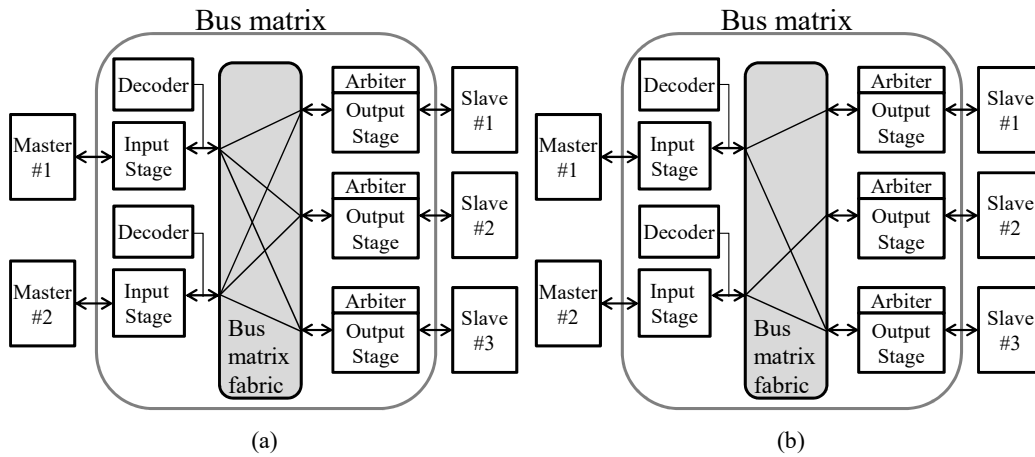 Bus matrix
Decoder
Master
#1
Input
Stage
Decoder
Master
#2
Input
Stage
Bus
matrix
fabric
Arbiter
Output
Stage
Slave
#1
Arbiter
Output
Stage
Slave
#2
Arbiter
Output
Stage
Slave
#3
(a)
Bus matrix
Decoder
Master
#1
Input
Stage
Decoder
Master
#2
Input
Stage
Bus
matrix
fabric
Arbiter
Output
Stage
Slave
#1
Arbiter
Output
Stage
Slave
#2
Arbiter
Output
Stage
Slave
#3
(b)